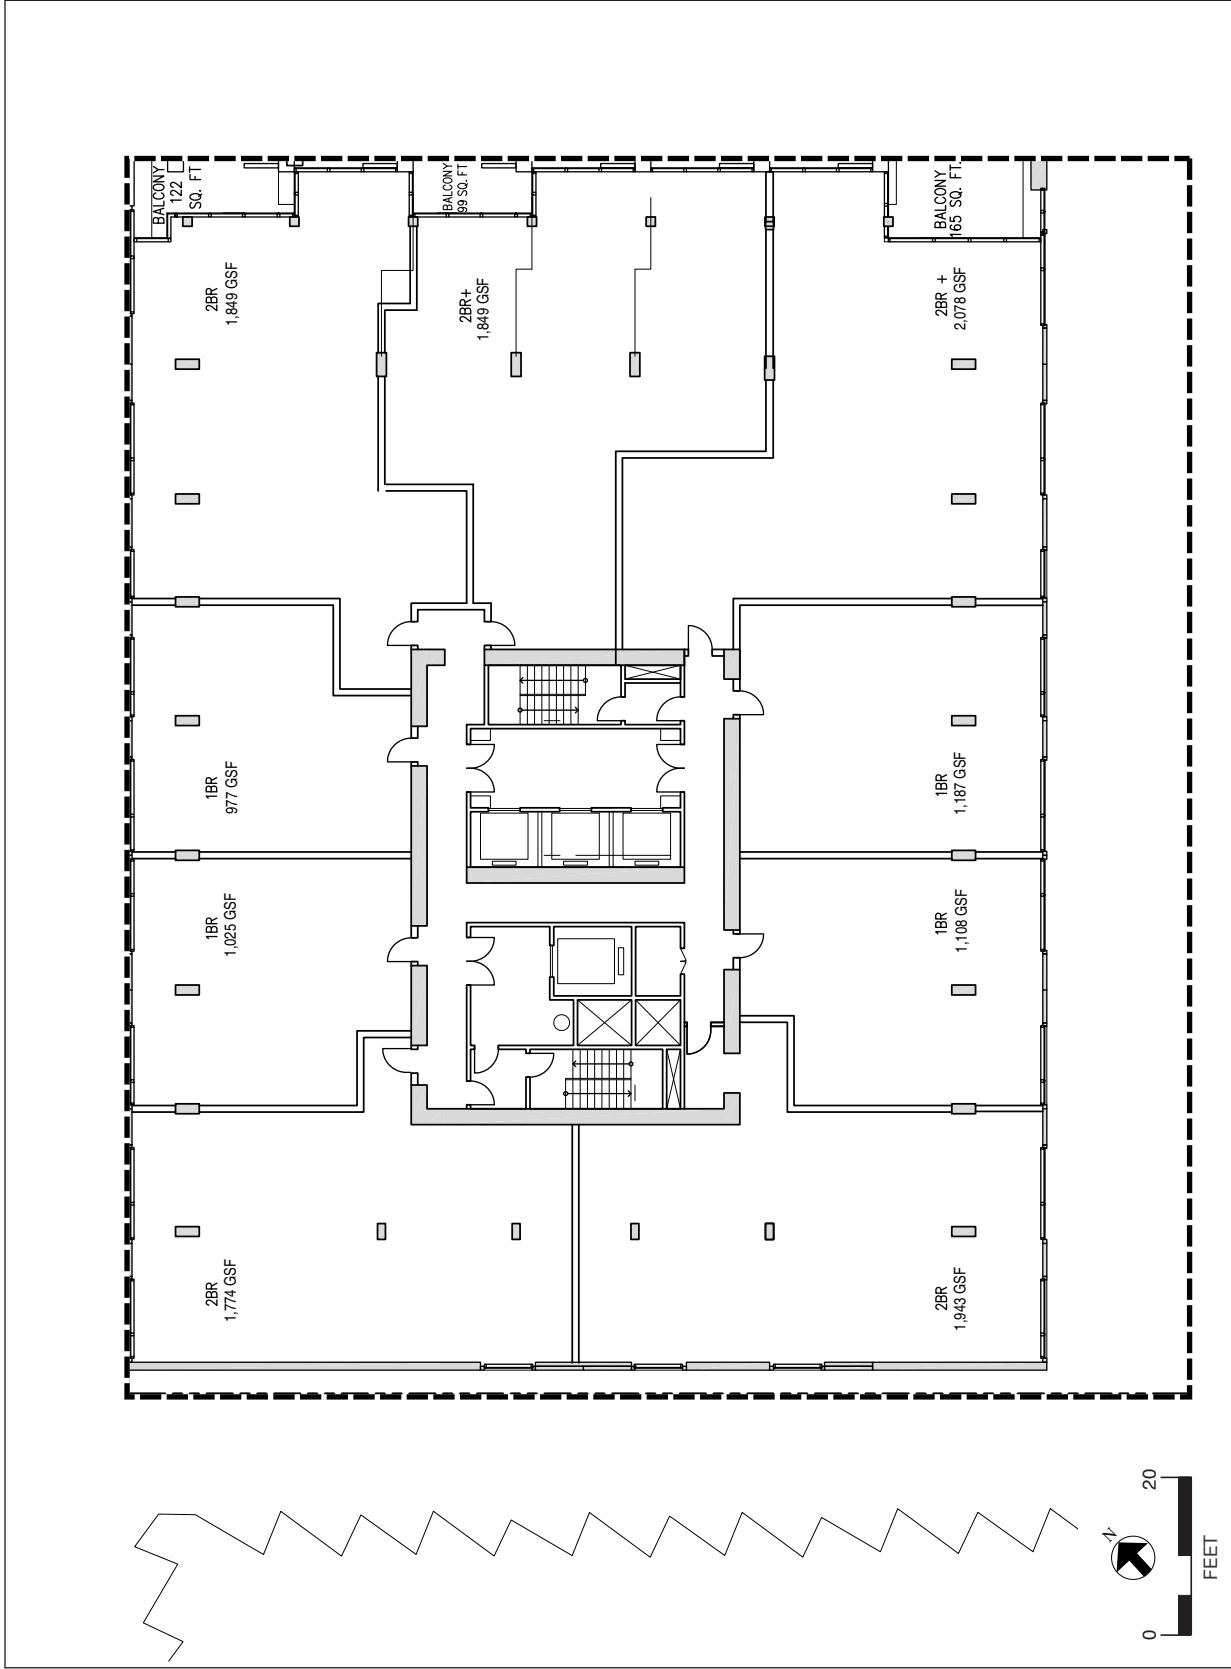 BALCONY
122
SQ. FT.
BALCONY
99 SQ. FT.
BALCONY
165 SQ. FT.
2BR
1,849 GSF
2BR+
1,849 GSF
2BR +
2,078 GSF
1BR
977 GSF
1BR
1,187 GSF
1BR
1,025 GSF
1BR
1,108 GSF
2BR
1,774 GSF
2BR
1,943 GSF
N
0
20
FEET